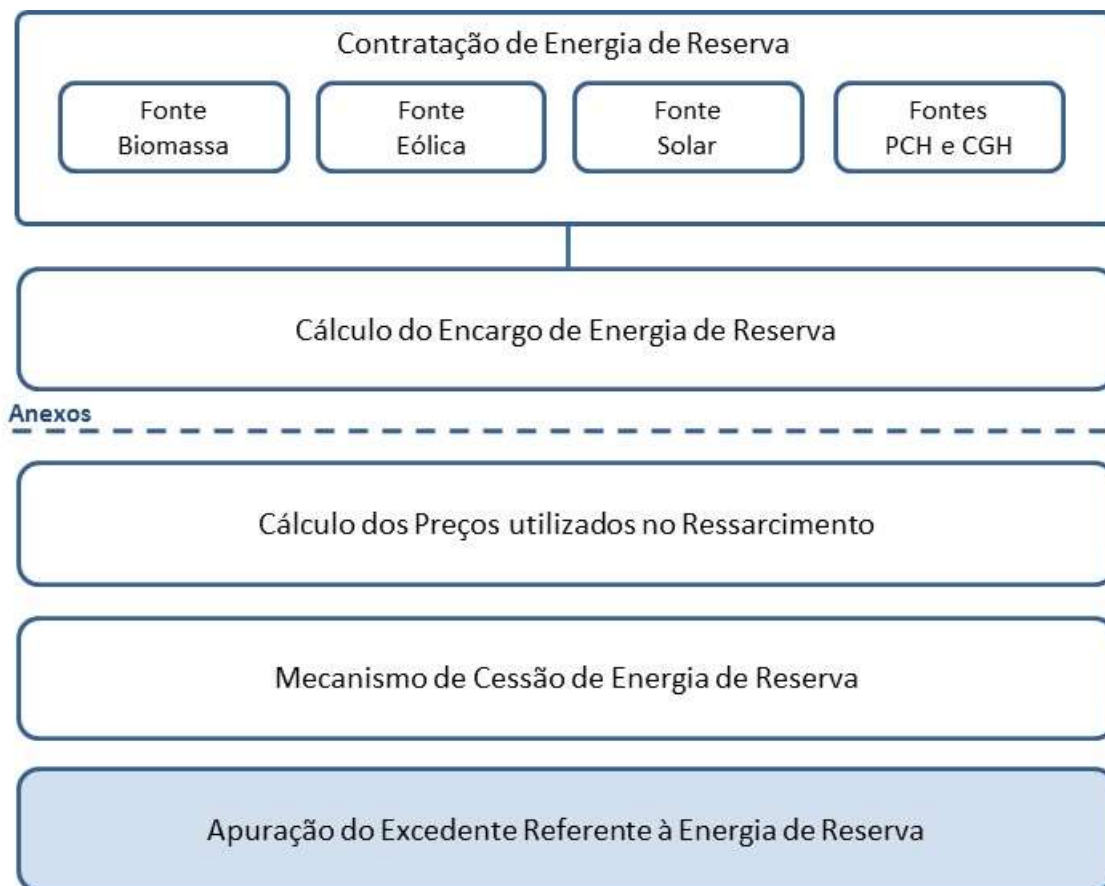 Contratação de Energia de Reserva
Fonte
Biomassa
Fonte
Eólica
Fonte
Solar
Fontes
PCH e CGH
Cálculo do Encargo de Energia de Reserva
Anexos
Cálculo dos Preços utilizados no Ressarcimento
Mecanismo de Cessão de Energia de Reserva
Apuração do Excedente Referente à Energia de Reserva